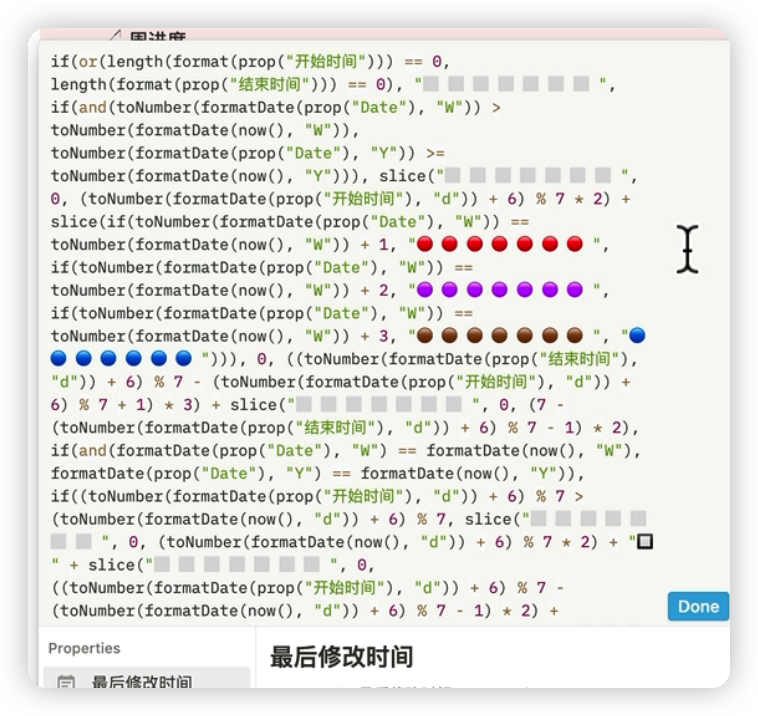 周进度
if(or(length(format(prop("开始时间"))) == 0,
length(format(prop("结束时间"))) == 0), "⬜⬜⬜⬜⬜⬜⬜ ",
if(and(toNumber(formatDate(prop("Date"), "W")) >
toNumber(formatDate(now(), "W")),
toNumber(formatDate(prop("Date"), "Y")) >=
toNumber(formatDate(now(), "Y"))), slice("⬜⬜⬜⬜⬜⬜⬜ ",
0, (toNumber(formatDate(prop("开始时间"), "d")) + 6) % 7 * 2) +
slice(if(toNumber(formatDate(prop("Date"), "W")) ==
toNumber(formatDate(now(), "W")) + 1, "🔴🔴🔴🔴🔴🔴🔴 ",
if(toNumber(formatDate(prop("Date"), "W")) ==
toNumber(formatDate(now(), "W")) + 2, "🟣🟣🟣🟣🟣🟣🟣 ",
if(toNumber(formatDate(prop("Date"), "W")) ==
toNumber(formatDate(now(), "W")) + 3, "🟤🟤🟤🟤🟤🟤🟤 ", "🔵
🔵🔵🔵🔵🔵🔵 "))), 0, ((toNumber(formatDate(prop("结束时间"),
"d")) + 6) % 7 - (toNumber(formatDate(prop("开始时间"), "d")) +
6) % 7 + 1) * 3) + slice("⬜⬜⬜⬜⬜⬜⬜ ", 0, (7 -
(toNumber(formatDate(prop("结束时间"), "d")) + 6) % 7 - 1) * 2),
if(and(formatDate(prop("Date"), "W") == formatDate(now(), "W"),
formatDate(prop("Date"), "Y") == formatDate(now(), "Y")),
if((toNumber(formatDate(prop("开始时间"), "d")) + 6) % 7 >
(toNumber(formatDate(now(), "d")) + 6) % 7, slice("⬜⬜⬜⬜⬜
⬜⬜ ", 0, (toNumber(formatDate(now(), "d")) + 6) % 7 * 2) + "🔲
" + slice("⬜⬜⬜⬜⬜⬜⬜ ", 0,
((toNumber(formatDate(prop("开始时间"), "d")) + 6) % 7 -
(toNumber(formatDate(now(), "d")) + 6) % 7 - 1) * 2) +
Done
Properties
最后修改时间
最后修改时间